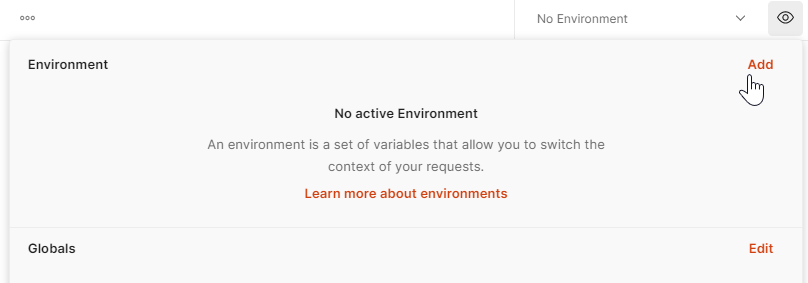 No Environment
Environment
Add
No active Environment
An environment is a set of variables that allow you to switch the
context of your requests.
Learn more about environments
Globals
Edit